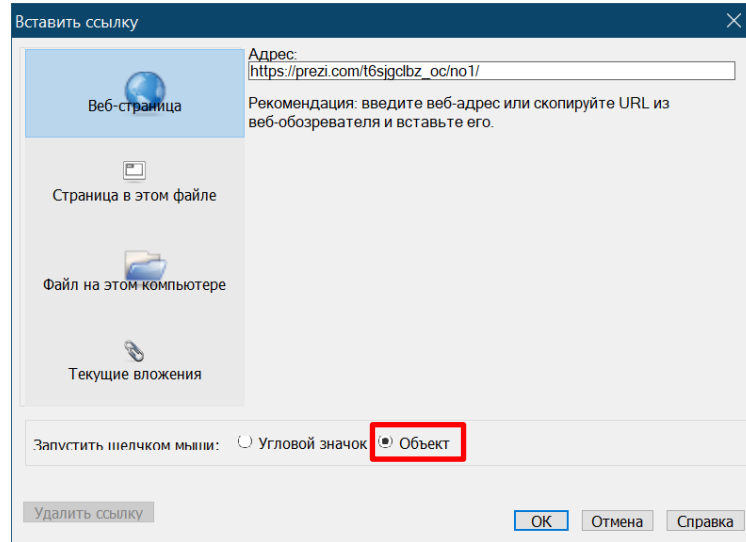 Вставить ссылку
Адрес:
https://prezi.com/t6sjgclbz_oc/no1/
Веб-страница
Рекомендация: введите веб-адрес или скопируйте URL из
веб-обозревателя и вставьте его.
Страница в этом файле
Файл на этом компьютере
Текущие вложения
Запустить щелчком мыши: Угловой значок Объект
Удалить ссылку
OK Отмена Справка